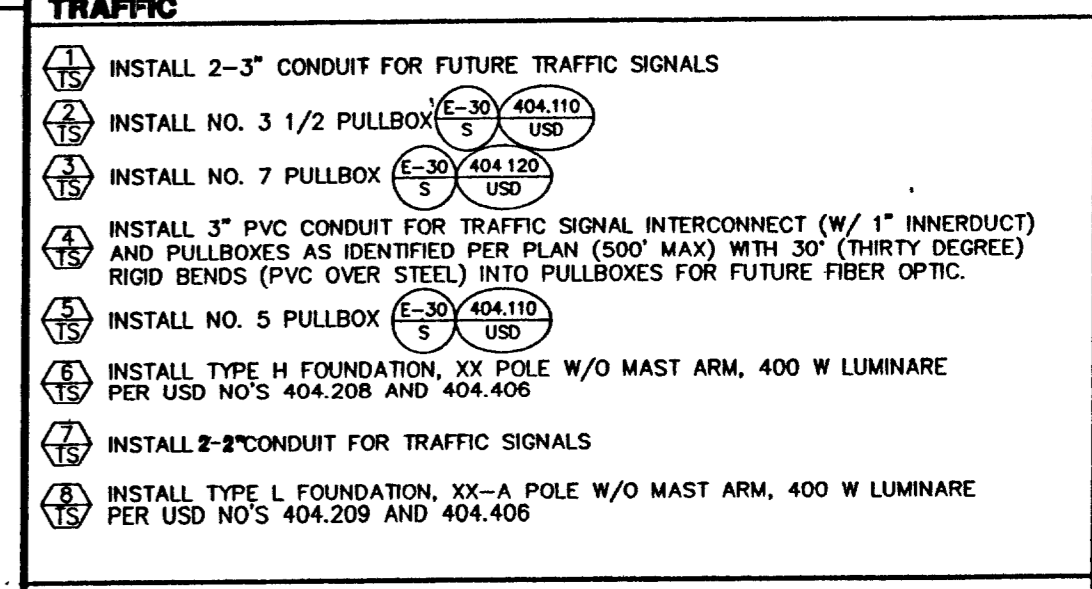 TRAFFIC
1 TS INSTALL 2-3" CONDUIT FOR FUTURE TRAFFIC SIGNALS
2 TS INSTALL NO. 3 1/2 PULLBOX E-30 S 404.110 USD
3 TS INSTALL NO. 7 PULLBOX E-30 S 404 120 USD
4 TS INSTALL 3" PVC CONDUIT FOR TRAFFIC SIGNAL INTERCONNECT (W/ 1" INNERDUCT)
AND PULLBOXES AS IDENTIFIED PER PLAN (500' MAX) WITH 30° (THIRTY DEGREE)
RIGID BENDS (PVC OVER STEEL) INTO PULLBOXES FOR FUTURE FIBER OPTIC.
5 TS INSTALL NO. 5 PULLBOX E-30 S 404.110 USD
6 TS INSTALL TYPE H FOUNDATION, XX POLE W/O MAST ARM, 400 W LUMINARE
PER USD NO'S 404.208 AND 404.406
7 TS INSTALL 2-2" CONDUIT FOR TRAFFIC SIGNALS
8 TS INSTALL TYPE L FOUNDATION, XX-A POLE W/O MAST ARM, 400 W LUMINARE
PER USD NO'S 404.209 AND 404.406